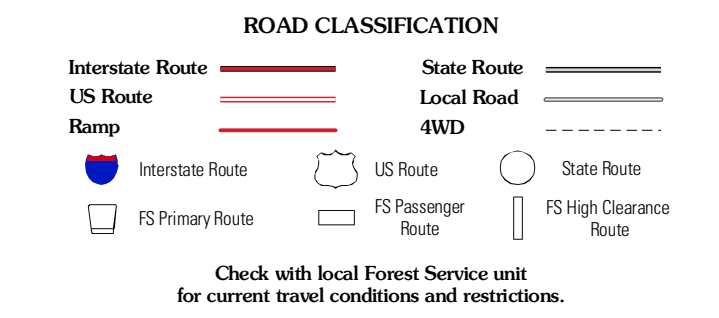 ROAD CLASSIFICATION
Interstate Route
State Route
US Route
Local Road
Ramp
4WD
Interstate Route
US Route
State Route
FS Primary Route
FS Passenger
Route
FS High Clearance
Route
Check with local Forest Service unit
for current travel conditions and restrictions.